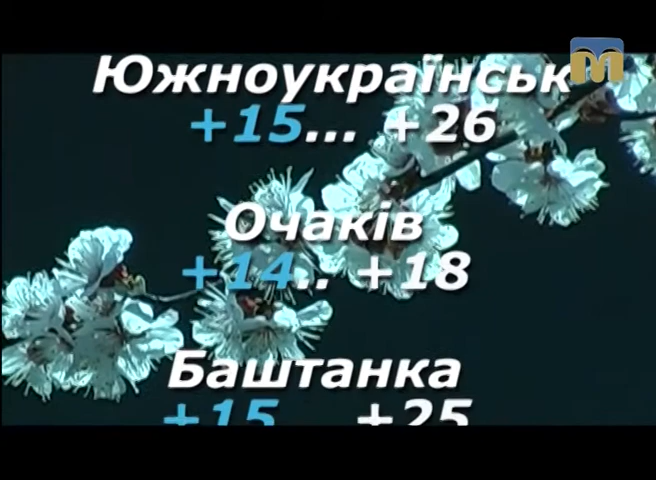 Южноукраїнськ
+15... +26
Очаків
+14.. +18
Баштанка
+15 +25